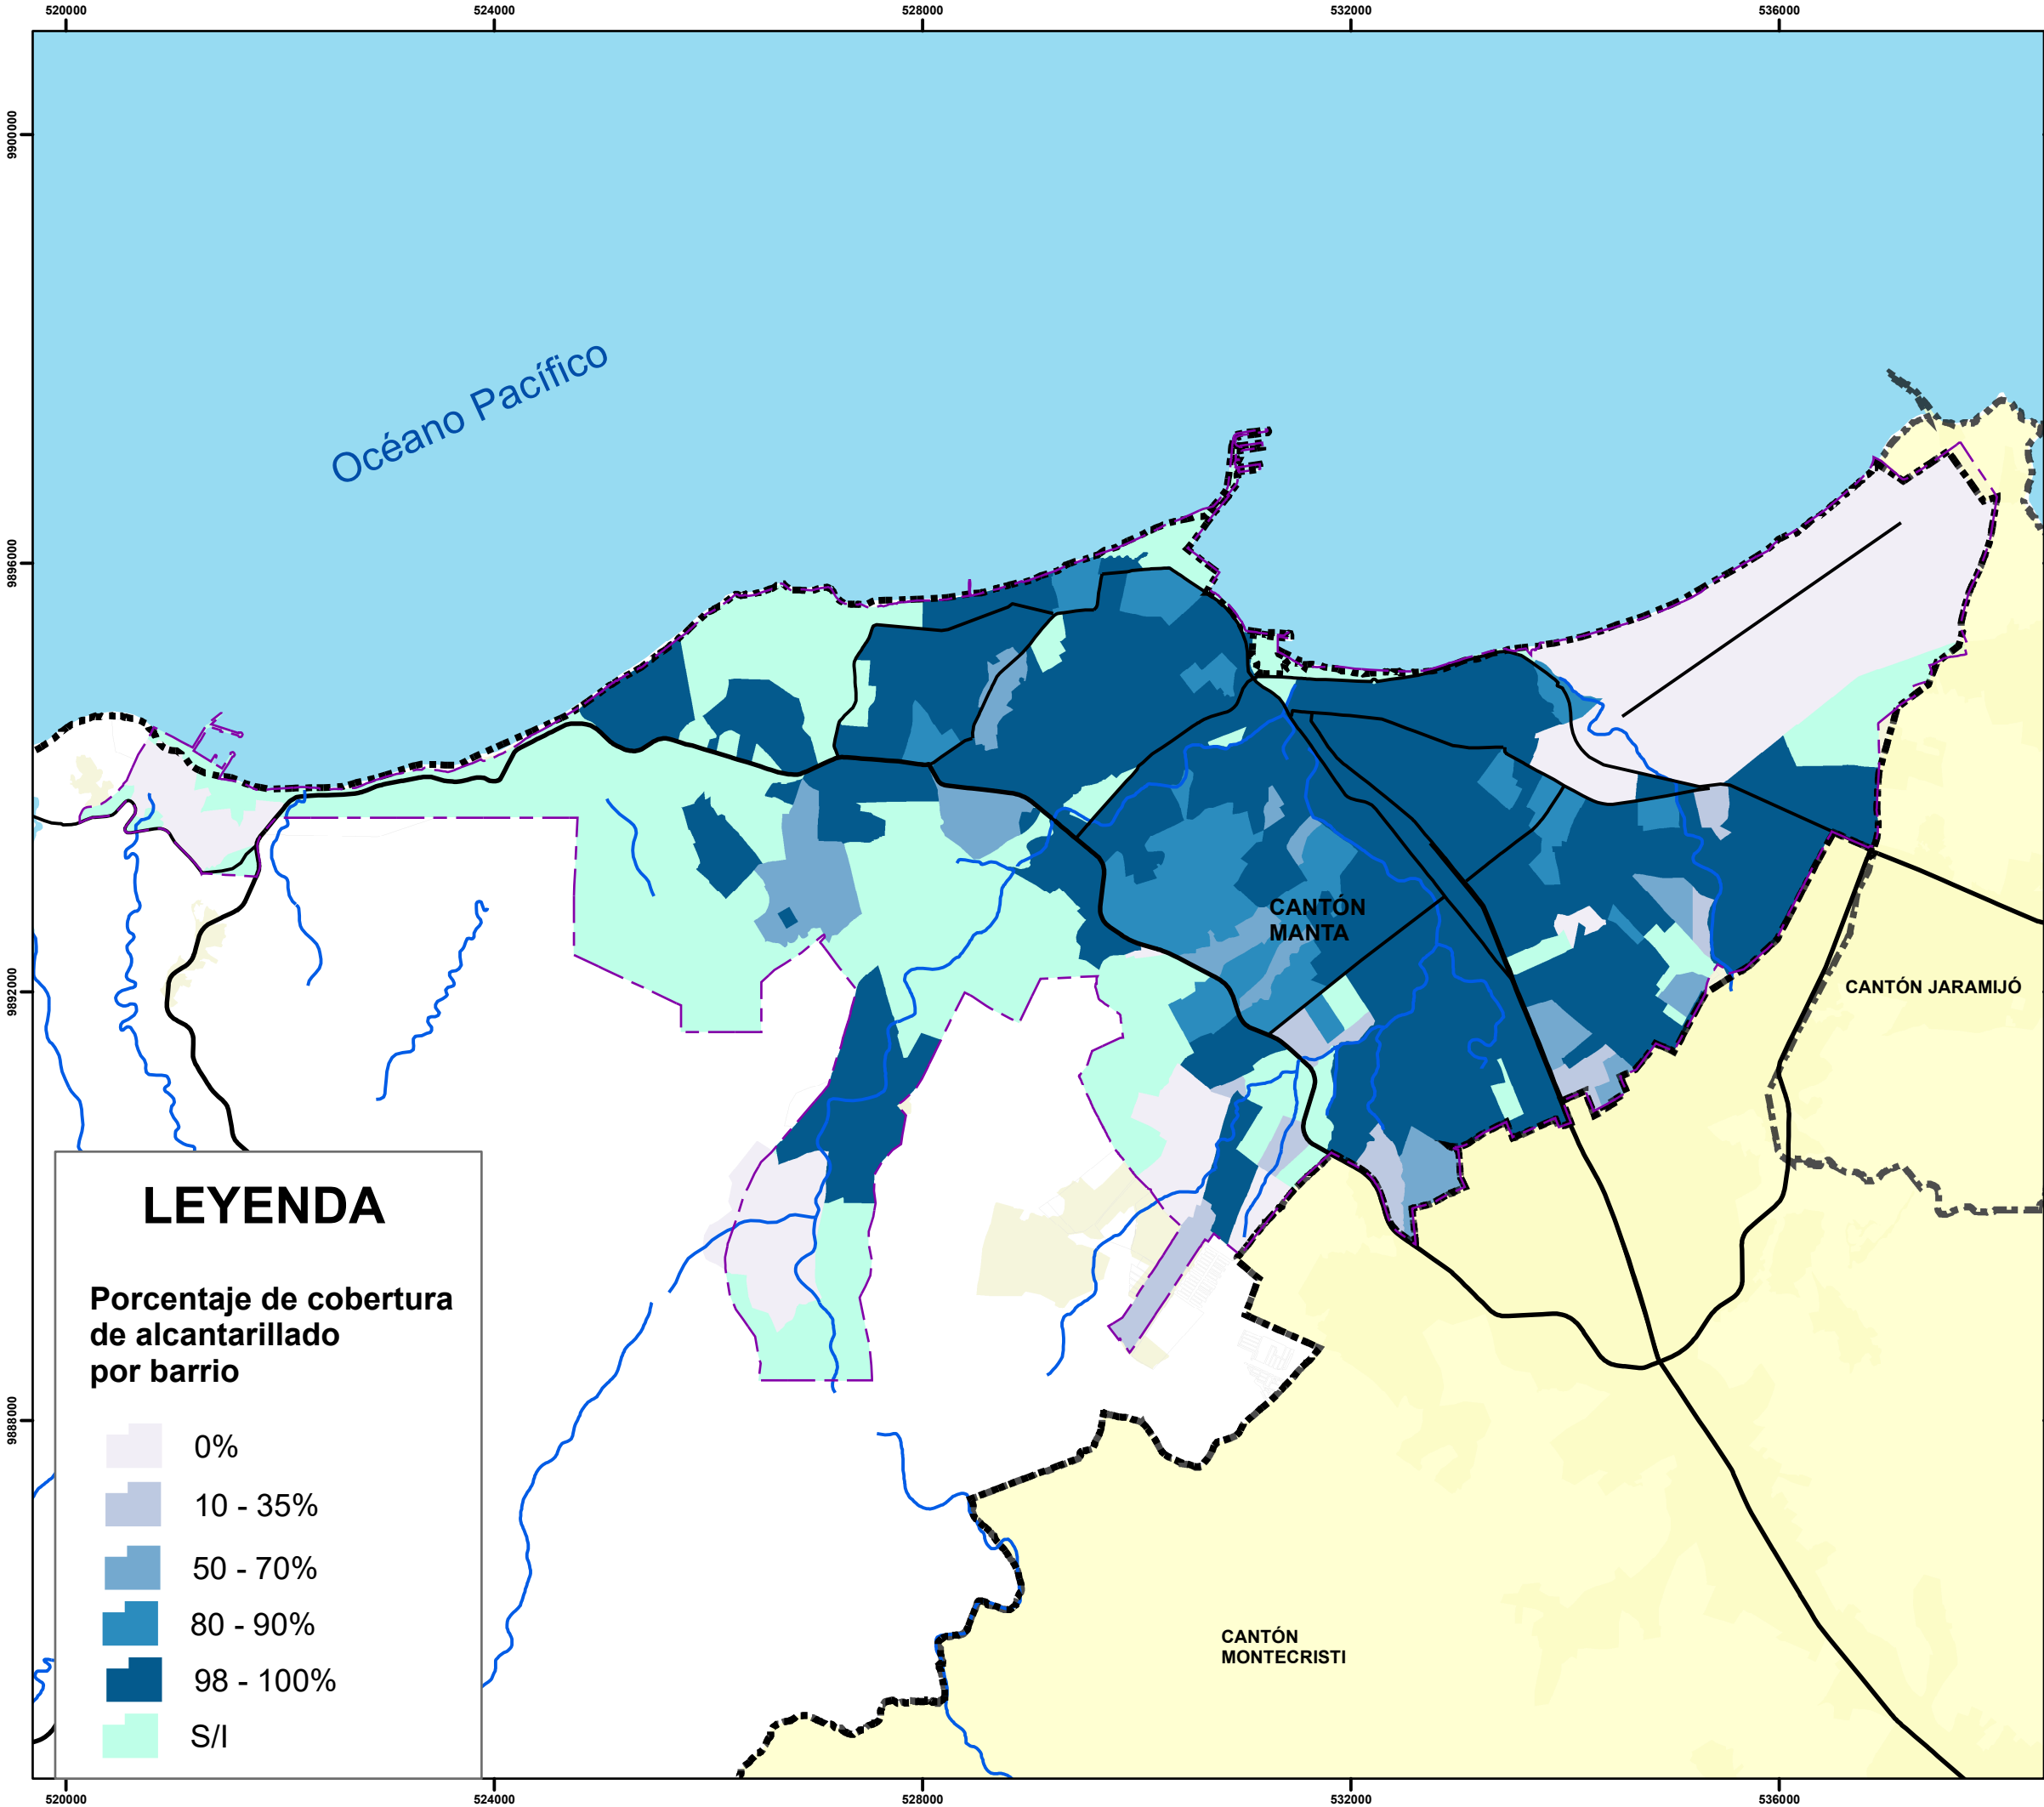 520000 524000 528000 532000 536000
9900000
Océano Pacífico
9896000
CANTÓN
MANTA
9892000
CANTÓN JARAMIJÓ
LEYENDA
Porcentaje de cobertura
de alcantarillado
por barrio
0%
10 - 35%
50 - 70%
80 - 90%
98 - 100%
S/I
9888000
CANTÓN
MONTECRISTI
520000 524000 528000 532000 536000